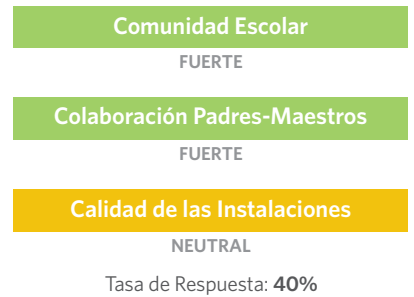 Comunidad Escolar
FUERTE
Colaboración Padres-Maestros
FUERTE
Calidad de las Instalaciones
NEUTRAL
Tasa de Respuesta: 40%